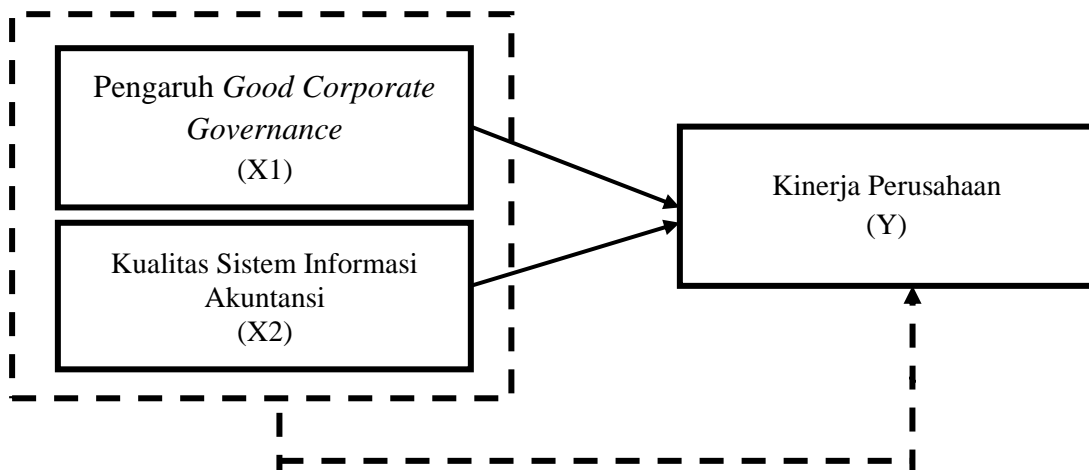 Pengaruh Good Corporate
Governance
(X1)
Kualitas Sistem Informasi
Akuntansi
(X2)
Kinerja Perusahaan
(Y)